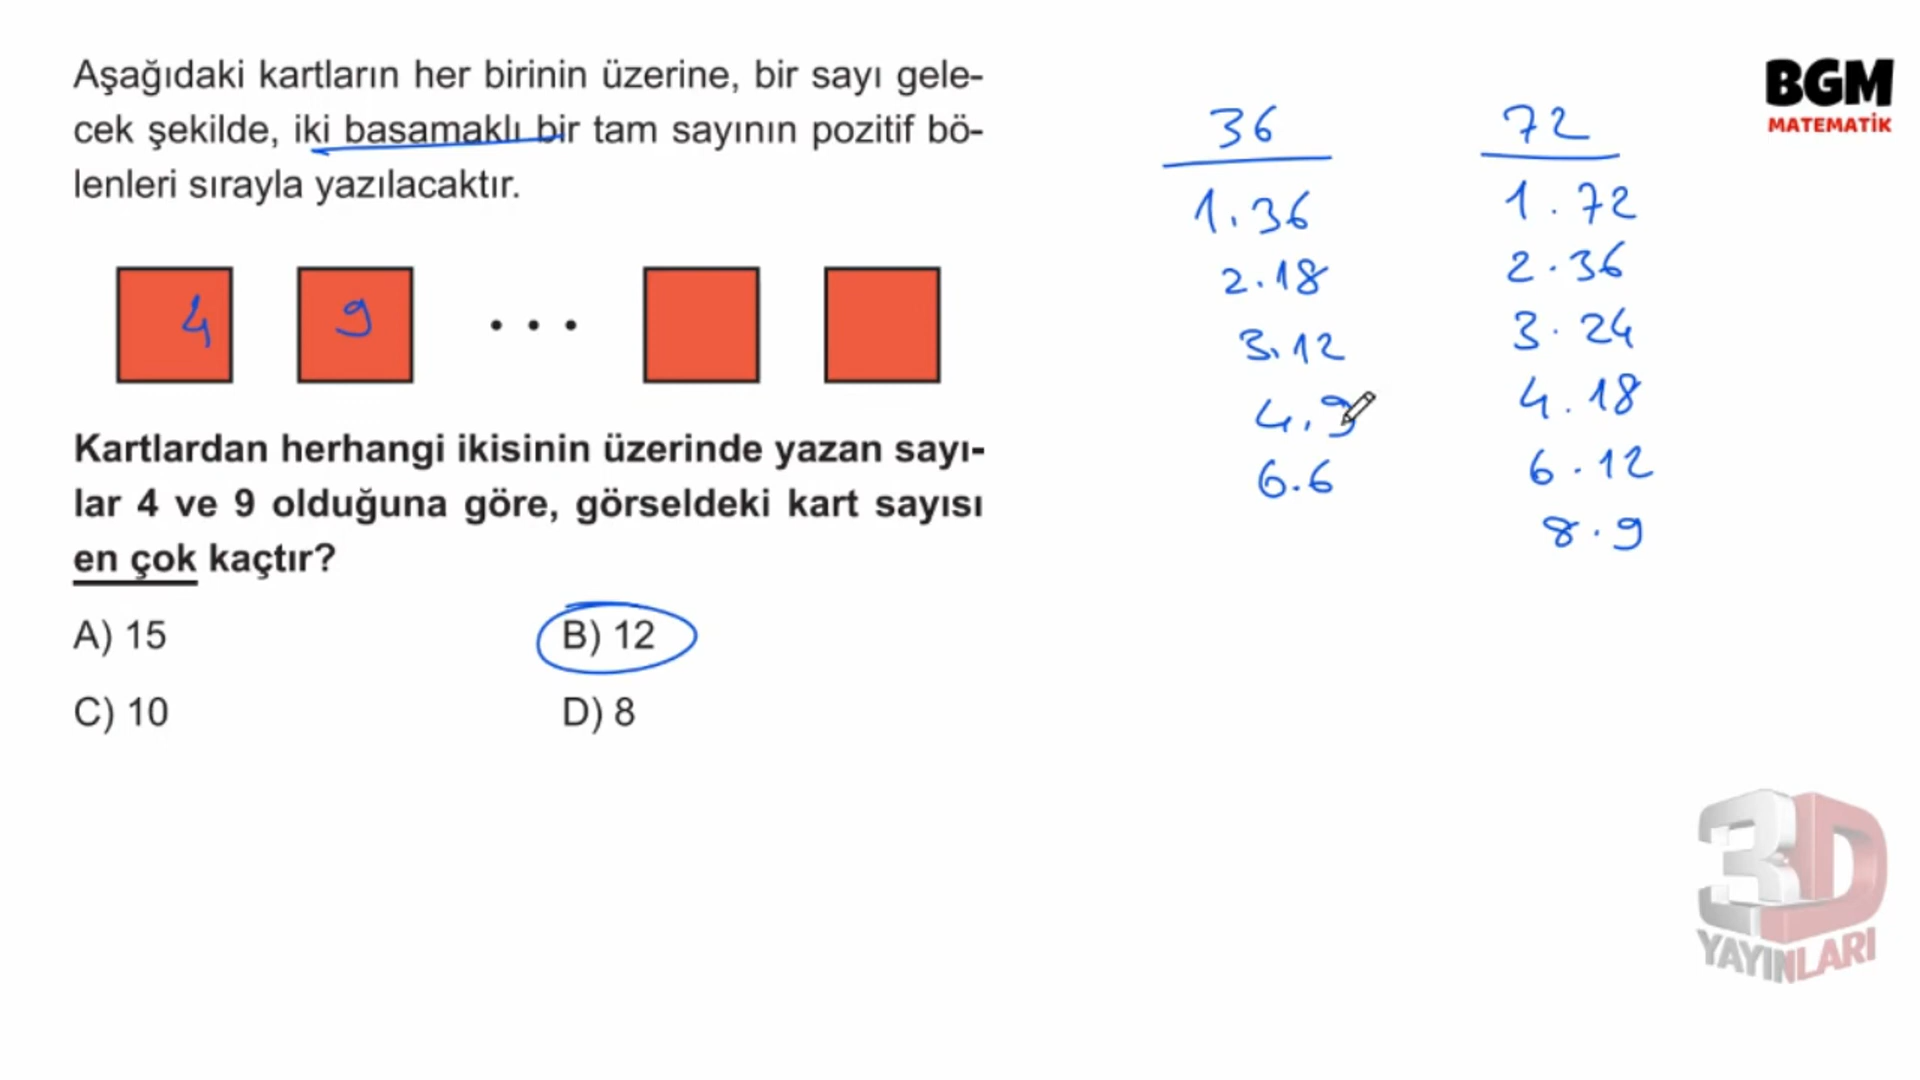 Aşağıdaki kartların her birinin üzerine, bir sayı gele-
cek şekilde, iki basamaklı bir tam sayının pozitif bö-
lenleri sırayla yazılacaktır.
4 9 . . .
Kartlardan herhangi ikisinin üzerinde yazan sayı-
lar 4 ve 9 olduğuna göre, görseldeki kart sayısı
en çok kaçtır?
A) 15 B) 12
C) 10 D) 8
36
1.36
2.18
3.12
4.9
6.6
72
1.72
2.36
3.24
4.18
6.12
8.9
BGM
MATEMATİK
3D
YAYINLARI